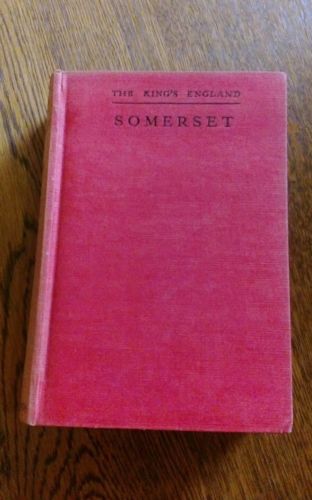 THE KING'S ENGLAND
SOMERSET